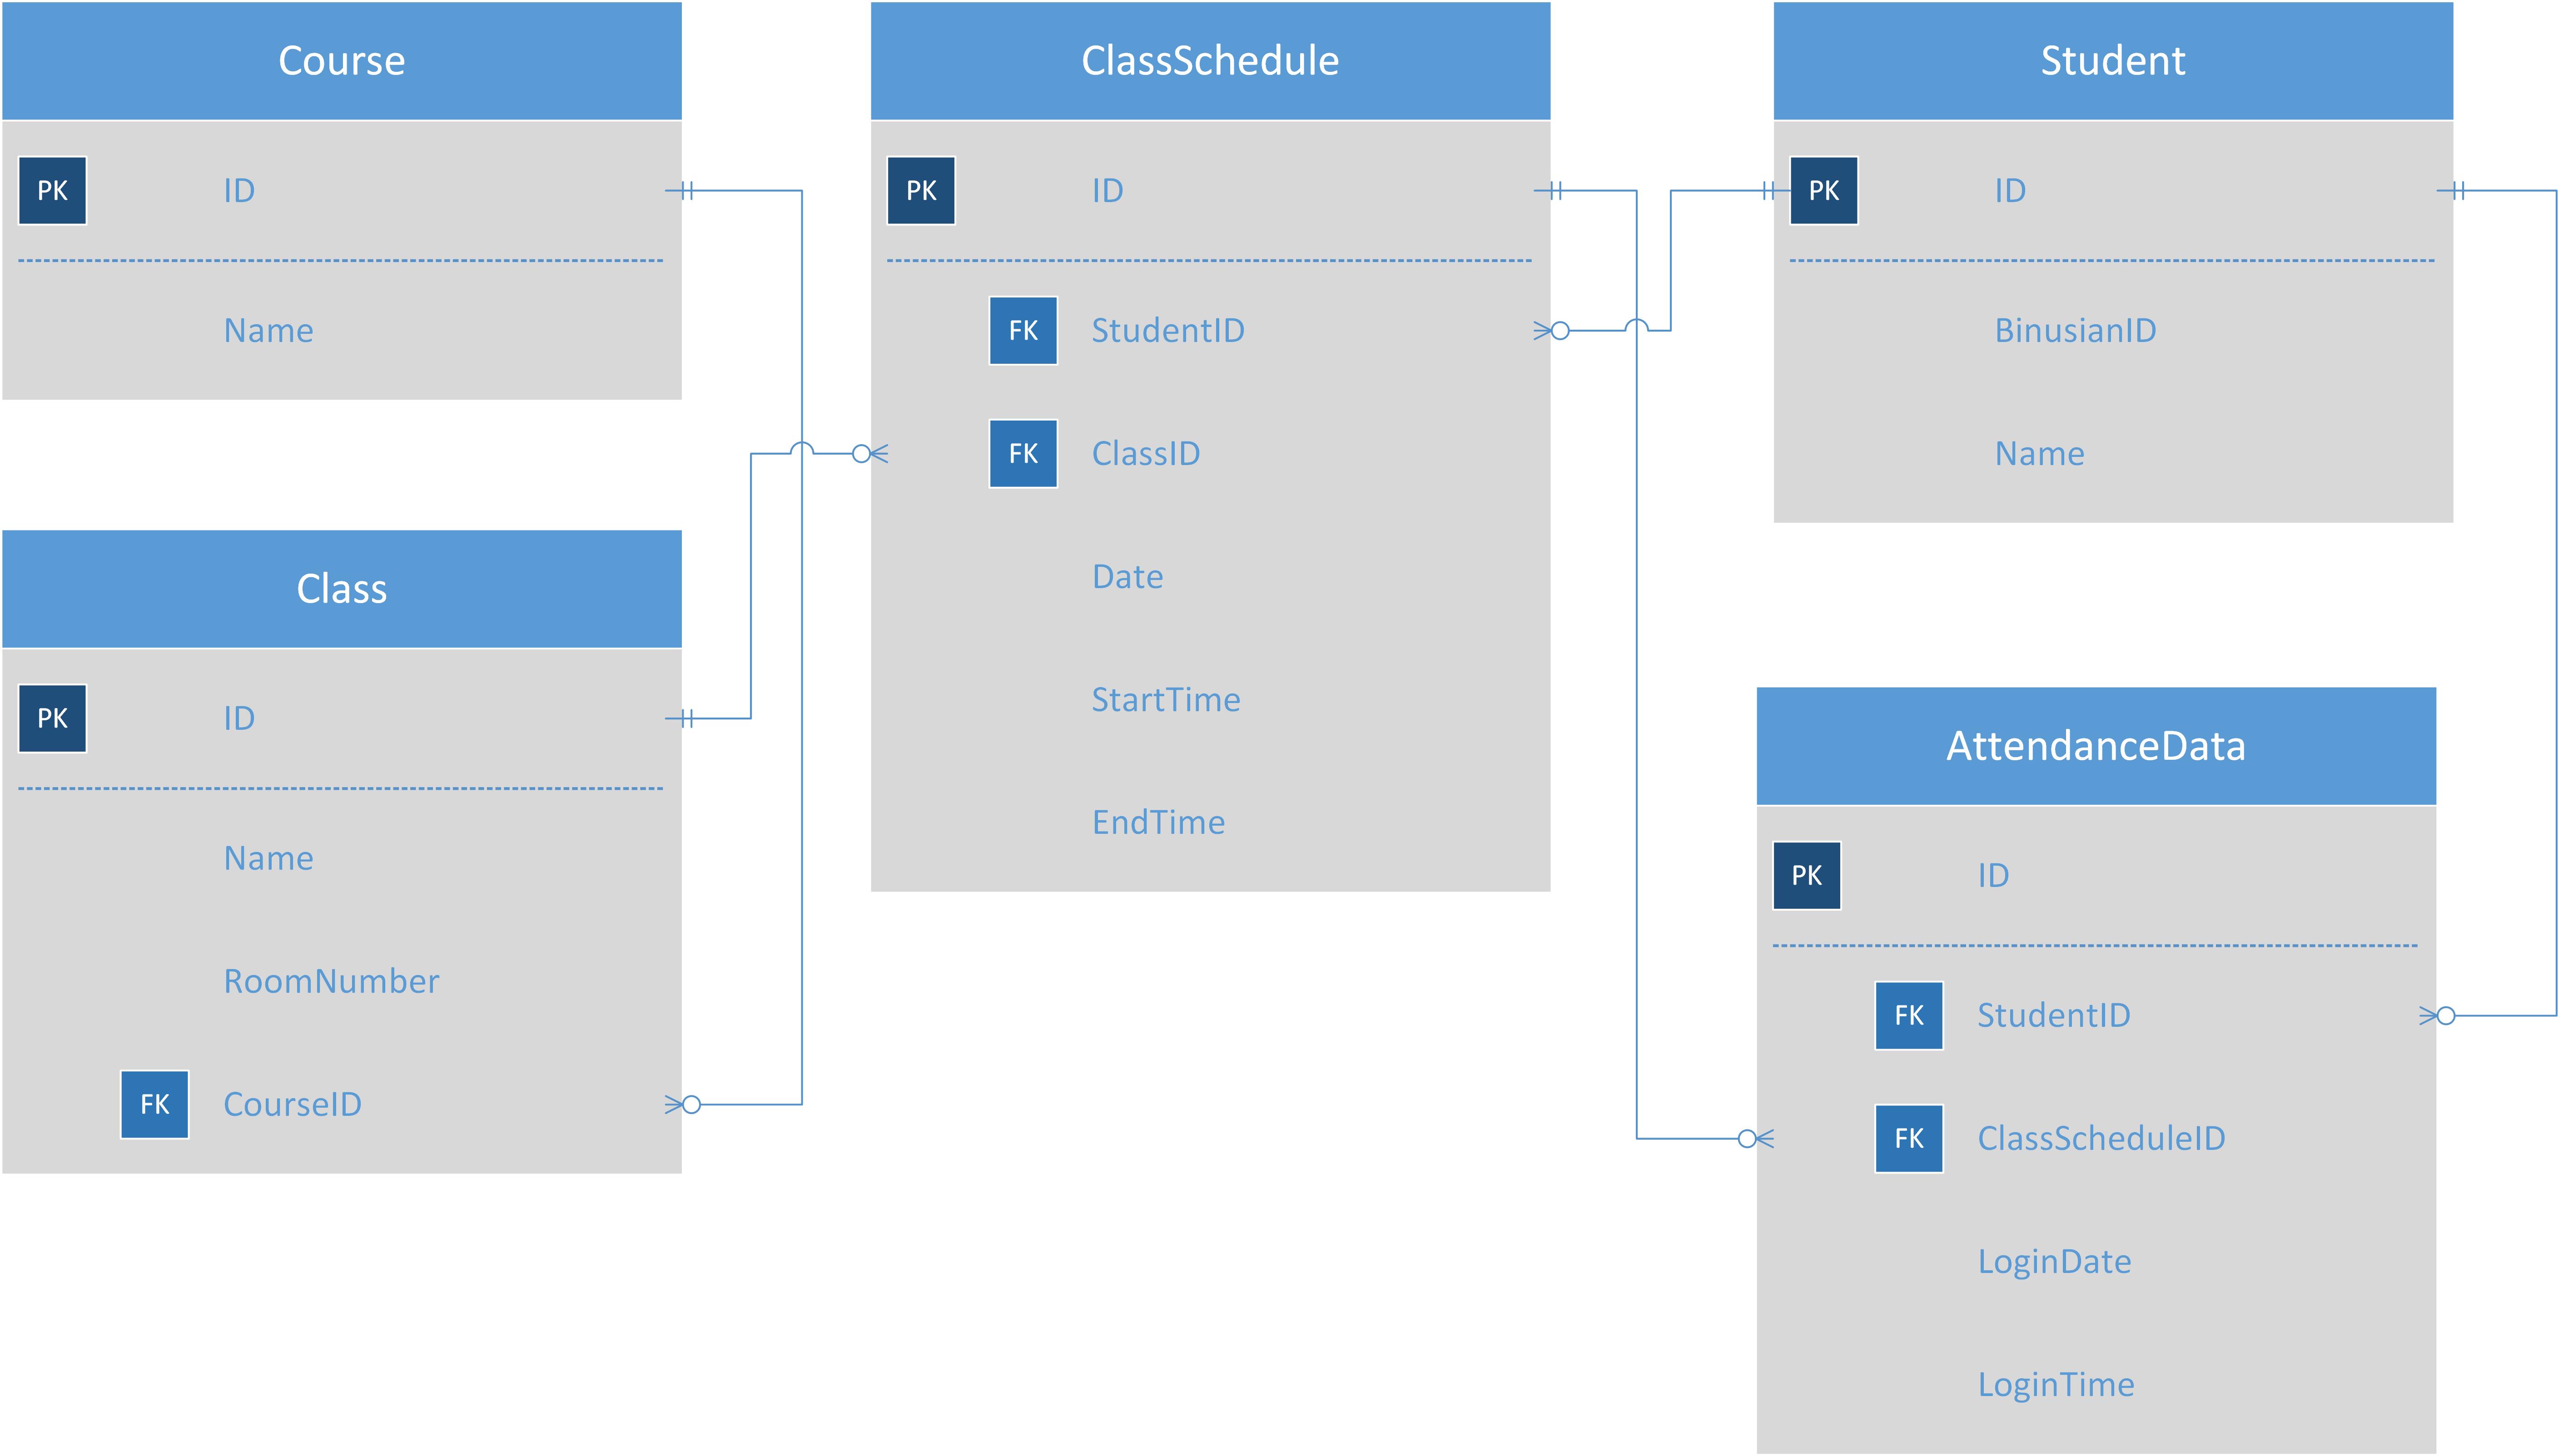 Course
PK ID
Name
Class
PK ID
Name
RoomNumber
FK CourseID
ClassSchedule
PK ID
FK StudentID
FK ClassID
Date
StartTime
EndTime
Student
PK ID
BinusianID
Name
AttendanceData
PK ID
FK StudentID
FK ClassScheduleID
LoginDate
LoginTime